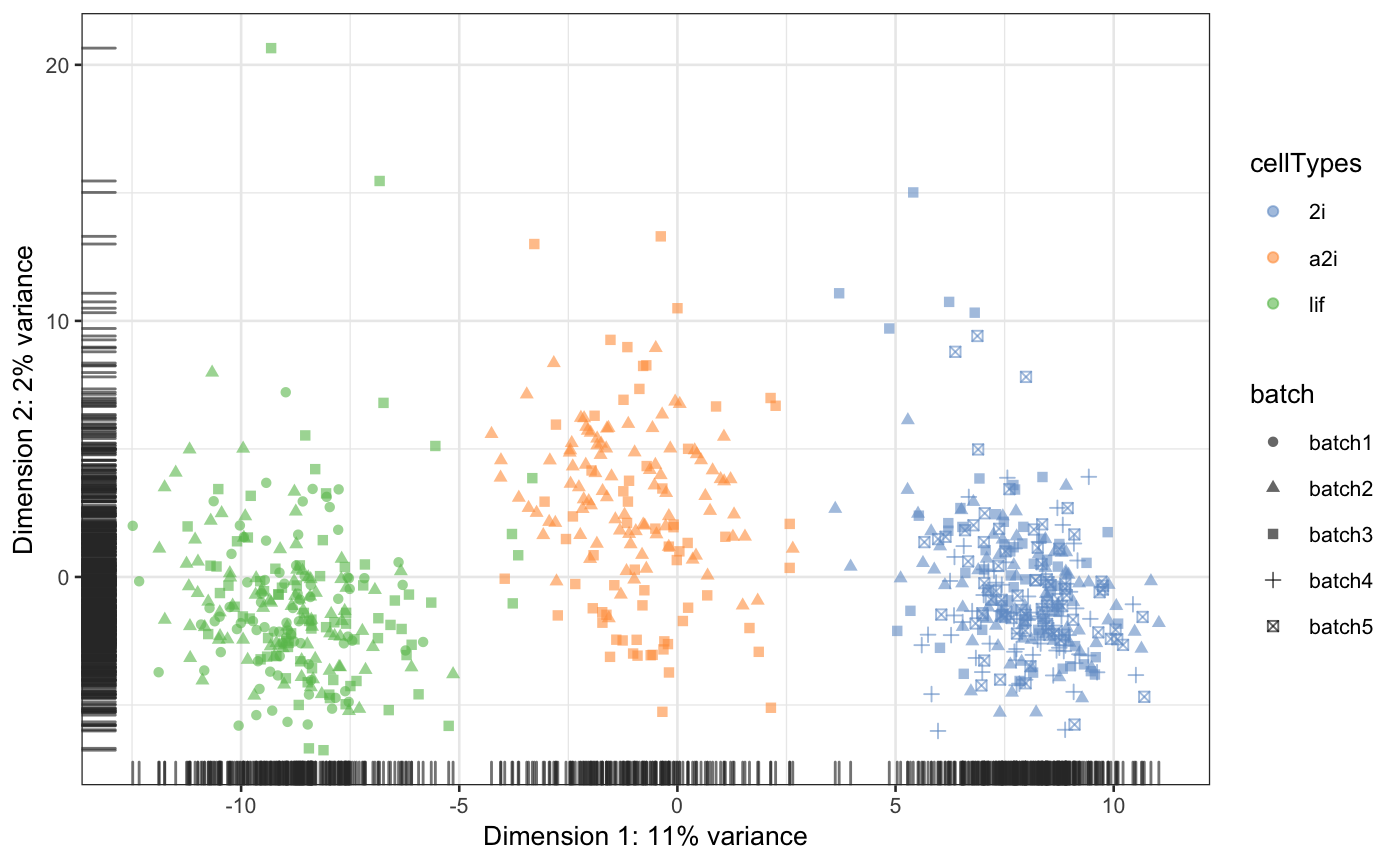 20
10
0
Dimension 2: 2% variance
-10
-5
0
5
10
Dimension 1: 11% variance
cellTypes
2i
a2i
lif
batch
batch1
batch2
batch3
batch4
batch5